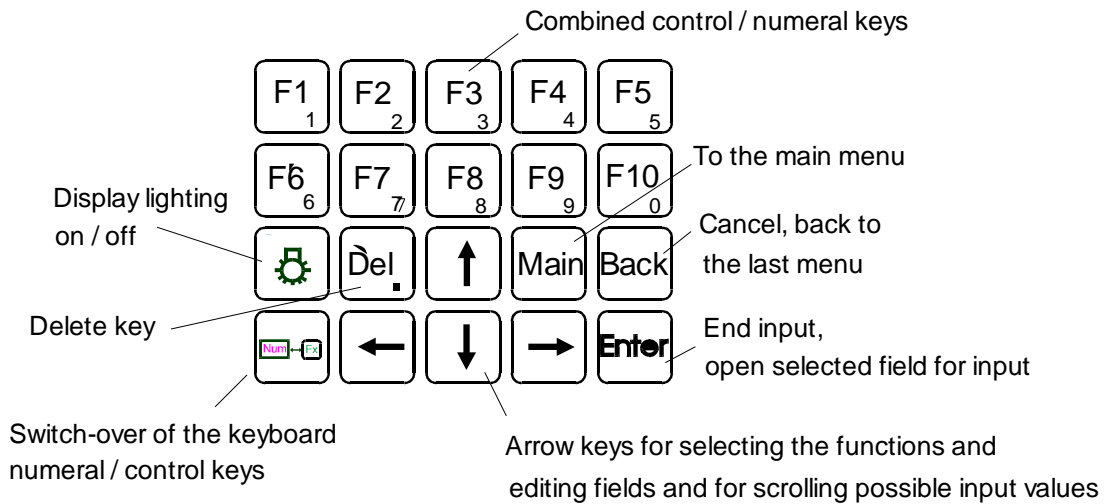 Combined control / numeral keys
F1 F2 F3 F4 F5
1 2 3 4 5
F6 F7 F8 F9 F10
6 7 8 9 0
To the main menu
Display lighting
on / off
Cancel, back to
the last menu
Del . Main Back
Delete key
End input,
open selected field for input
Num Fx Enter
Switch-over of the keyboard
numeral / control keys
Arrow keys for selecting the functions and
editing fields and for scrolling possible input values